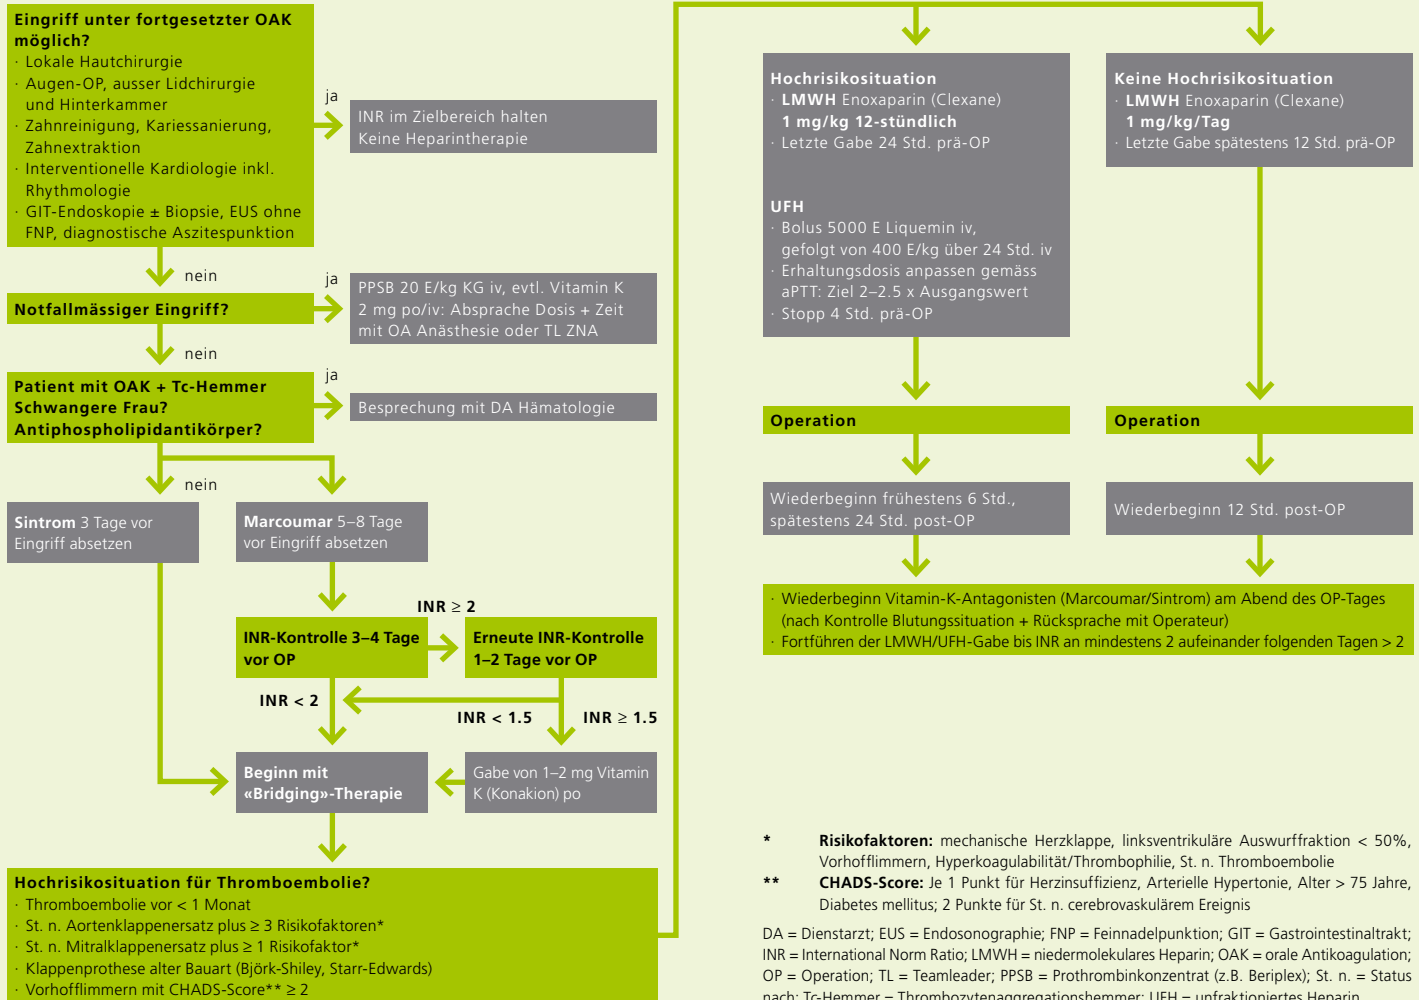 Eingriff unter fortgesetzter OAK
möglich?
· Lokale Hautchirurgie
· Augen-OP, ausser Lidchirurgie
und Hinterkammer
· Zahnreinigung, Kariessanierung,
Zahnextraktion
· Interventionelle Kardiologie inkl.
Rhythmologie
· GIT-Endoskopie ± Biopsie, EUS ohne
FNP, diagnostische Aszitespunktion
ja
INR im Zielbereich halten
Keine Heparintherapie
nein
Notfallmässiger Eingriff?
ja
PPSB 20 E/kg KG iv, evtl. Vitamin K
2 mg po/iv: Absprache Dosis + Zeit
mit OA Anästhesie oder TL ZNA
nein
Patient mit OAK + Tc-Hemmer
Schwangere Frau?
Antiphospholipidantikörper?
ja
Besprechung mit DA Hämatologie
nein
Sintrom 3 Tage vor
Eingriff absetzen
Marcoumar 5–8 Tage
vor Eingriff absetzen
INR ≥ 2
INR-Kontrolle 3–4 Tage
vor OP
Erneute INR-Kontrolle
1–2 Tage vor OP
INR < 2
INR < 1.5
INR ≥ 1.5
Beginn mit
«Bridging»-Therapie
Gabe von 1–2 mg Vitamin
K (Konakion) po
Hochrisikosituation für Thromboembolie?
· Thromboembolie vor < 1 Monat
· St. n. Aortenklappenersatz plus ≥ 3 Risikofaktoren*
· St. n. Mitralklappenersatz plus ≥ 1 Risikofaktor*
· Klappenprothese alter Bauart (Björk-Shiley, Starr-Edwards)
· Vorhofflimmern mit CHADS-Score** ≥ 2
Hochrisikosituation
· LMWH Enoxaparin (Clexane)
1 mg/kg 12-stündlich
· Letzte Gabe 24 Std. prä-OP
UFH
· Bolus 5000 E Liquemin iv,
gefolgt von 400 E/kg über 24 Std. iv
· Erhaltungsdosis anpassen gemäss
aPTT: Ziel 2–2.5 x Ausgangswert
· Stopp 4 Std. prä-OP
Keine Hochrisikosituation
· LMWH Enoxaparin (Clexane)
1 mg/kg/Tag
· Letzte Gabe spätestens 12 Std. prä-OP
Operation
Operation
Wiederbeginn frühestens 6 Std.,
spätestens 24 Std. post-OP
Wiederbeginn 12 Std. post-OP
· Wiederbeginn Vitamin-K-Antagonisten (Marcoumar/Sintrom) am Abend des OP-Tages
(nach Kontrolle Blutungssituation + Rücksprache mit Operateur)
· Fortführen der LMWH/UFH-Gabe bis INR an mindestens 2 aufeinander folgenden Tagen > 2
* Risikofaktoren: mechanische Herzklappe, linksventrikuläre Auswurffraktion < 50%,
Vorhofflimmern, Hyperkoagulabilität/Thrombophilie, St. n. Thromboembolie
** CHADS-Score: Je 1 Punkt für Herzinsuffizienz, Arterielle Hypertonie, Alter > 75 Jahre,
Diabetes mellitus; 2 Punkte für St. n. cerebrovaskulärem Ereignis
DA = Dienstarzt; EUS = Endosonographie; FNP = Feinnadelpunktion; GIT = Gastrointestinaltrakt;
INR = International Norm Ratio; LMWH = niedermolekulares Heparin; OAK = orale Antikoagulation;
OP = Operation; TL = Teamleader; PPSB = Prothrombinkonzentrat (z.B. Beriplex); St. n. = Status
nach; Tc-Hemmer = Thrombozytenaggregationshemmer; UFH = unfraktioniertes Heparin